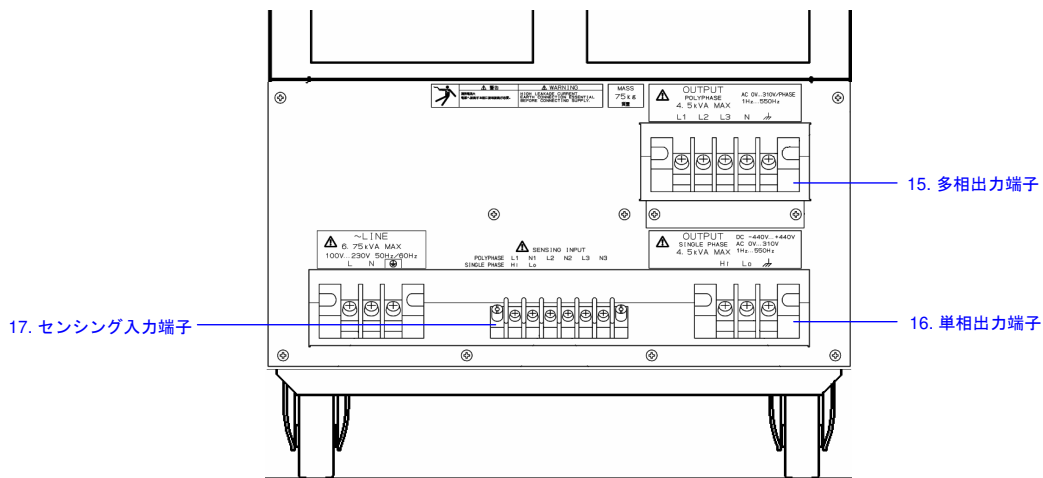 ⚠ 警告
⚠ WARNING
HIGH LEAKAGE CURRENT
EARTH CONNECTION ESSENTIAL
BEFORE CONNECTING SUPPLY.
MASS
75kg
質量
OUTPUT
POLYPHASE
4.5kVA MAX
AC 0V...310V/PHASE
1Hz...550Hz
L1 L2 L3 N
15. 多相出力端子
~LINE
6.75kVA MAX
100V...230V 50Hz/60Hz
L N
SENSING INPUT
POLYPHASE L1 N1 L2 N2 L3 N3
SINGLE PHASE Hi Lo
OUTPUT
SINGLE PHASE
4.5kVA MAX
DC -440V...+440V
AC 0V...310V
1Hz...550Hz
Hi Lo
17. センシング入力端子
16. 単相出力端子